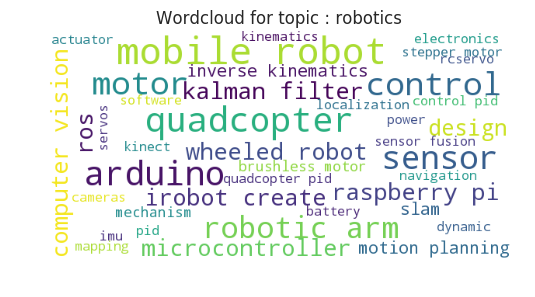 Wordcloud for topic : robotics
actuator
kinematics
electronics
mobile robot
stepper motor
rcservo
inverse kinematics
motor
control
kalman filter
software
localization
control pid
computer vision
ros
servos
quadcopter
power
design
sensor fusion
kinect
wheeled robot
sensor
brushless motor
arduino
quadcopter pid
navigation
cameras
irobot create
raspberry pi
mechanism
battery
slam
imu
pid
robotic arm
dynamic
mapping
microcontroller
motion planning